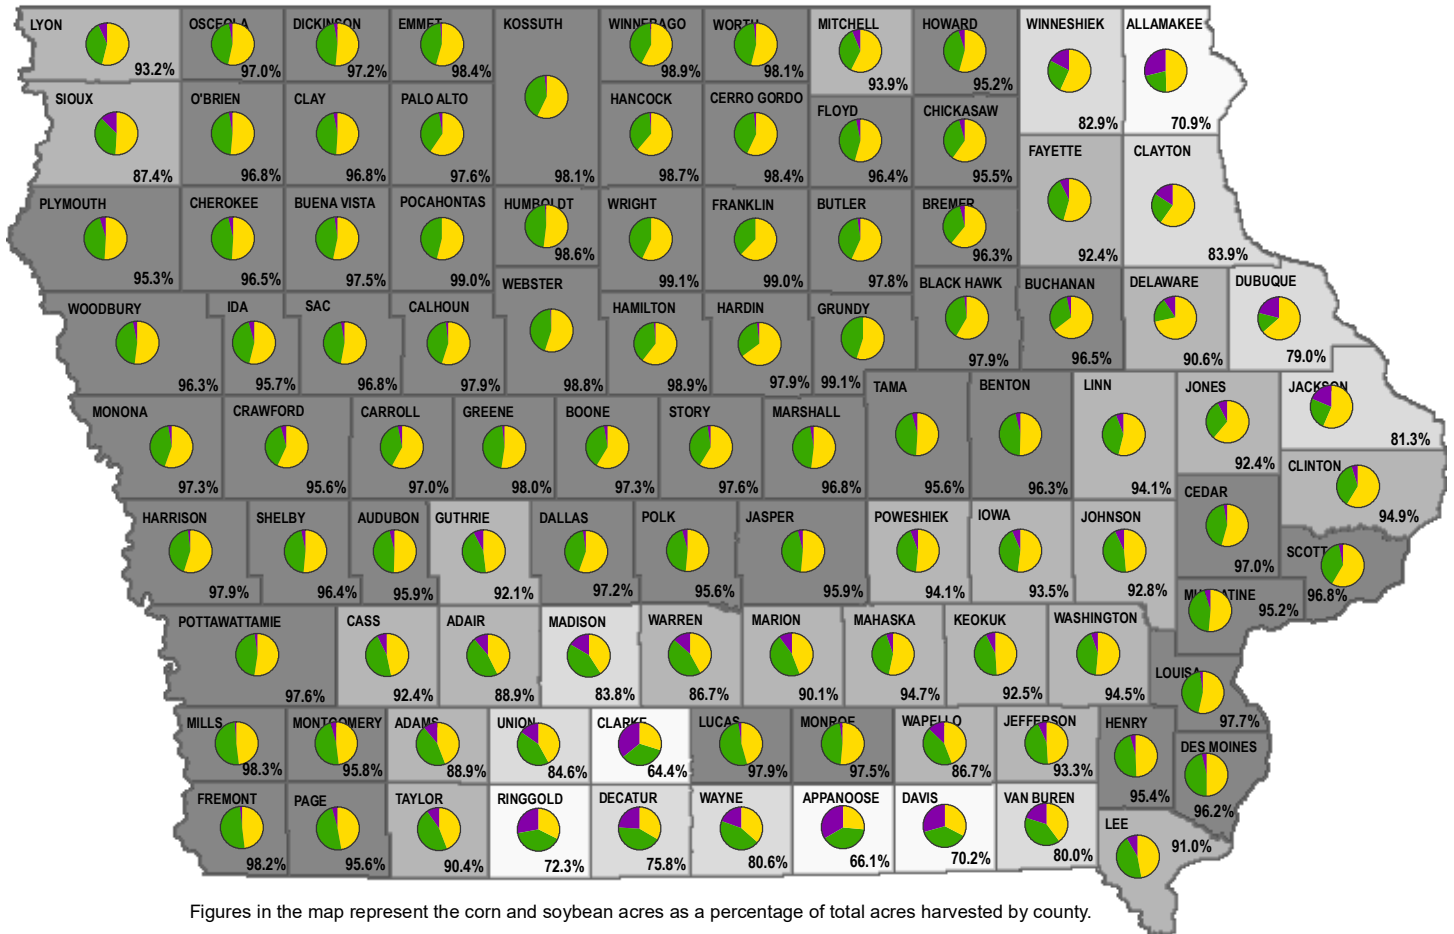 LYON
93.2%
OSCEOLA
97.0%
DICKINSON
97.2%
EMMET
98.4%
KOSSUTH
98.1%
WINNEBAGO
98.9%
WORTH
98.1%
MITCHELL
93.9%
HOWARD
95.2%
WINNESHIEK
82.9%
ALLAMAKEE
70.9%
SIOUX
87.4%
O'BRIEN
96.8%
CLAY
96.8%
PALO ALTO
97.6%
HANCOCK
98.7%
CERRO GORDO
98.4%
FLOYD
96.4%
CHICKASAW
95.5%
FAYETTE
92.4%
CLAYTON
83.9%
PLYMOUTH
95.3%
CHEROKEE
96.5%
BUENA VISTA
97.5%
POCAHONTAS
99.0%
HUMBOLDT
98.6%
WRIGHT
99.1%
FRANKLIN
99.0%
BUTLER
97.8%
BREMER
96.3%
WOODBURY
96.3%
IDA
95.7%
SAC
96.8%
CALHOUN
97.9%
WEBSTER
98.8%
HAMILTON
98.9%
HARDIN
97.9%
GRUNDY
99.1%
BLACK HAWK
97.9%
BUCHANAN
96.5%
DELAWARE
90.6%
DUBUQUE
79.0%
MONONA
97.3%
CRAWFORD
95.6%
CARROLL
97.0%
GREENE
98.0%
BOONE
97.3%
STORY
97.6%
MARSHALL
96.8%
TAMA
95.6%
BENTON
96.3%
LINN
94.1%
JONES
92.4%
JACKSON
81.3%
CLINTON
94.9%
CEDAR
97.0%
HARRISON
97.9%
SHELBY
96.4%
AUDUBON
95.9%
GUTHRIE
92.1%
DALLAS
97.2%
POLK
95.6%
JASPER
95.9%
POWESHIEK
94.1%
IOWA
93.5%
JOHNSON
92.8%
SCOTT
96.8%
MUSCATINE
95.2%
POTTAWATTAMIE
97.6%
CASS
92.4%
ADAIR
88.9%
MADISON
83.8%
WARREN
86.7%
MARION
90.1%
MAHASKA
94.7%
KEOKUK
92.5%
WASHINGTON
94.5%
LOUISA
97.7%
MILLS
98.3%
MONTGOMERY
95.8%
ADAMS
88.9%
UNION
84.6%
CLARKE
64.4%
LUCAS
97.9%
MONROE
97.5%
WAPELLO
86.7%
JEFFERSON
93.3%
HENRY
95.4%
DES MOINES
96.2%
FREMONT
98.2%
PAGE
95.6%
TAYLOR
90.4%
RINGGOLD
72.3%
DECATUR
75.8%
WAYNE
80.6%
APPANOOSE
66.1%
DAVIS
70.2%
VAN BUREN
80.0%
LEE
91.0%
Figures in the map represent the corn and soybean acres as a percentage of total acres harvested by county.